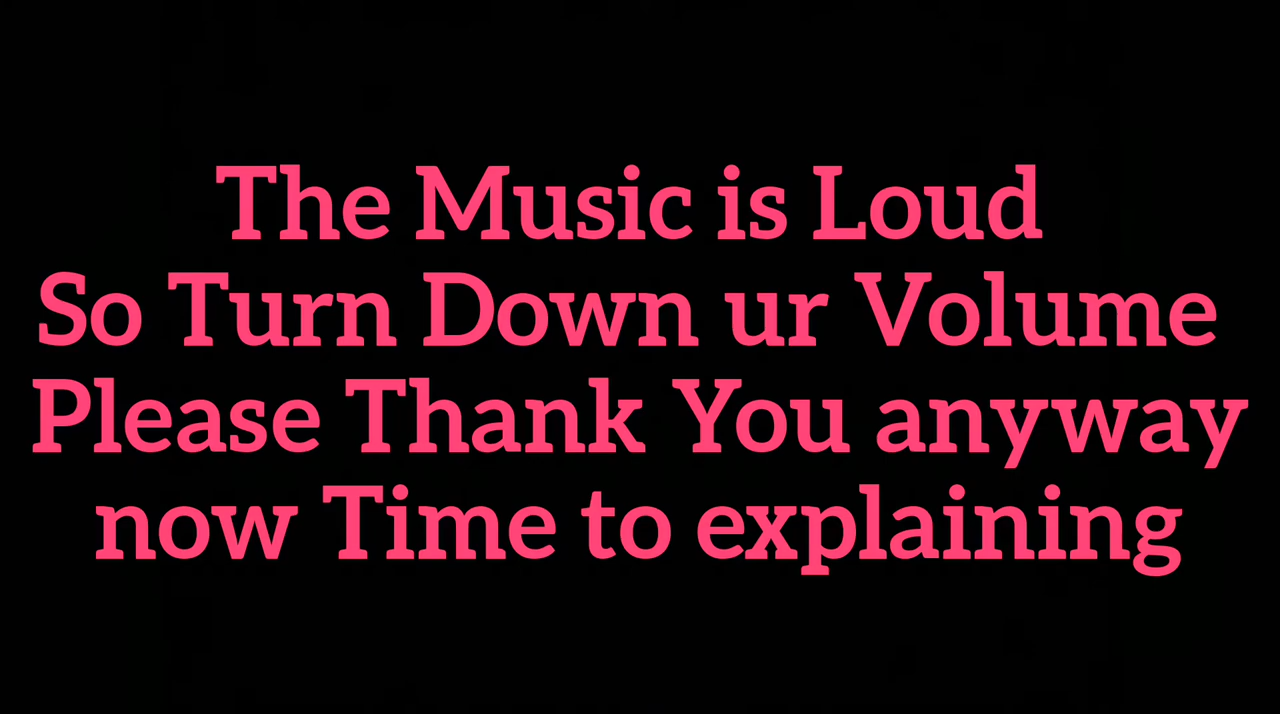 The Music is Loud
So Turn Down ur Volume
Please Thank You anyway
now Time to explaining